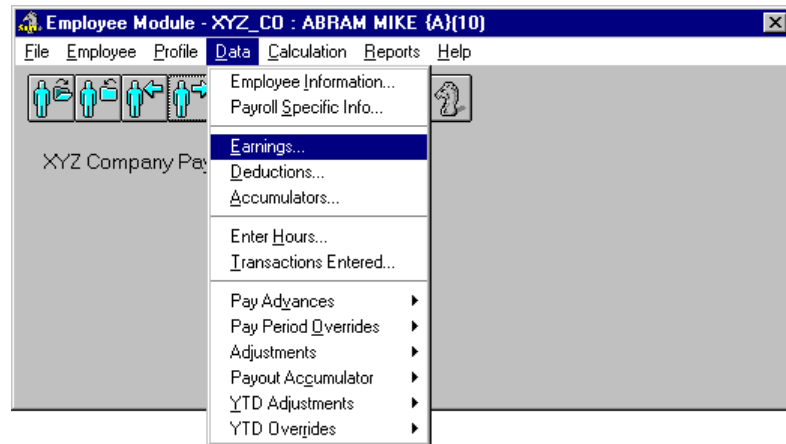 Employee Module - XYZ_CO : ABRAM MIKE {A}(10)
File Employee Profile Data Calculation Reports Help
Employee Information...
Payroll Specific Info...
Earnings...
XYZ Company Pay
Deductions...
Accumulators...
Enter Hours...
Transactions Entered...
Pay Advances
Pay Period Overrides
Adjustments
Payout Accumulator
YTD Adjustments
YTD Overrides